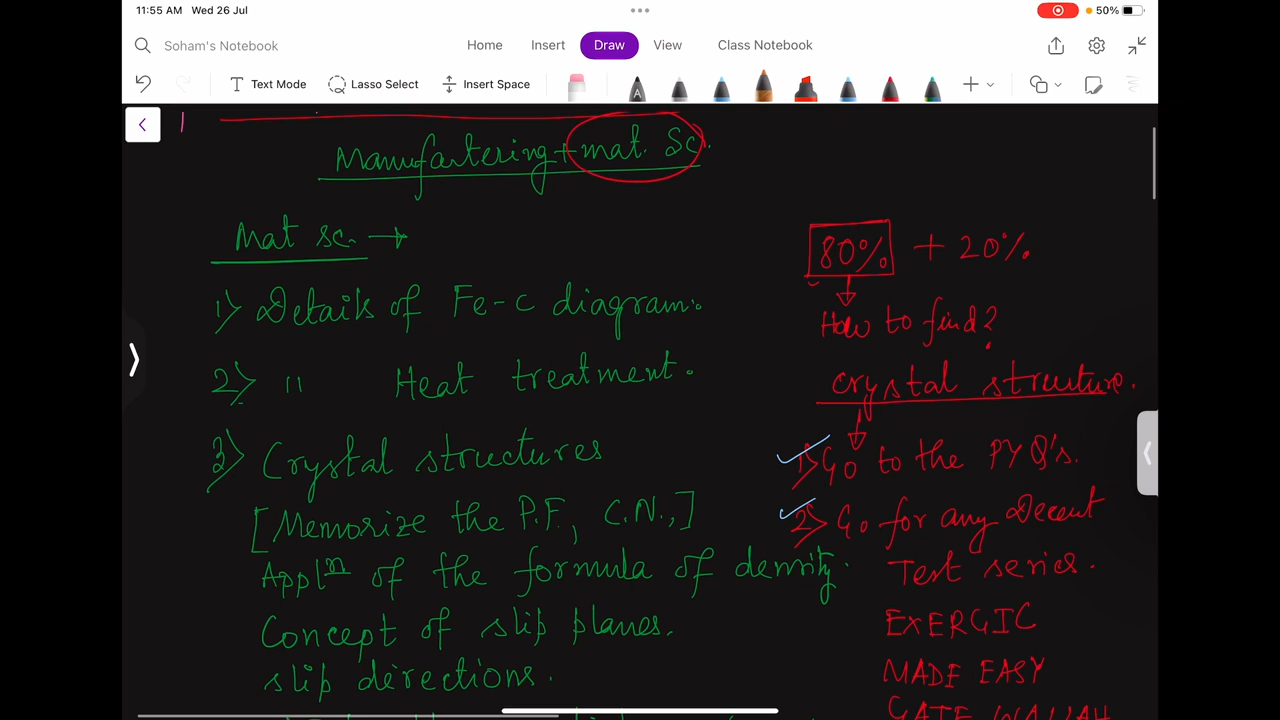 11:55 AM Wed 26 Jul
50%
Soham's Notebook
Home Insert Draw View Class Notebook
Text Mode Lasso Select Insert Space
A
Manufartering + mat. Sc.
Mat sc. →
1) Details of Fe-C diagram.
2) " Heat treatment.
3) Crystal structures
[Memorize the P.F., C.N.,]
Appln of the formula of density.
Concept of slip planes.
slip directions.
80% + 20%.
How to find?
crystal structure.
1) Go to the PYQ's.
2) Go for any Decent
Test series.
EXERGIC
MADE EASY
GATE WALLAH